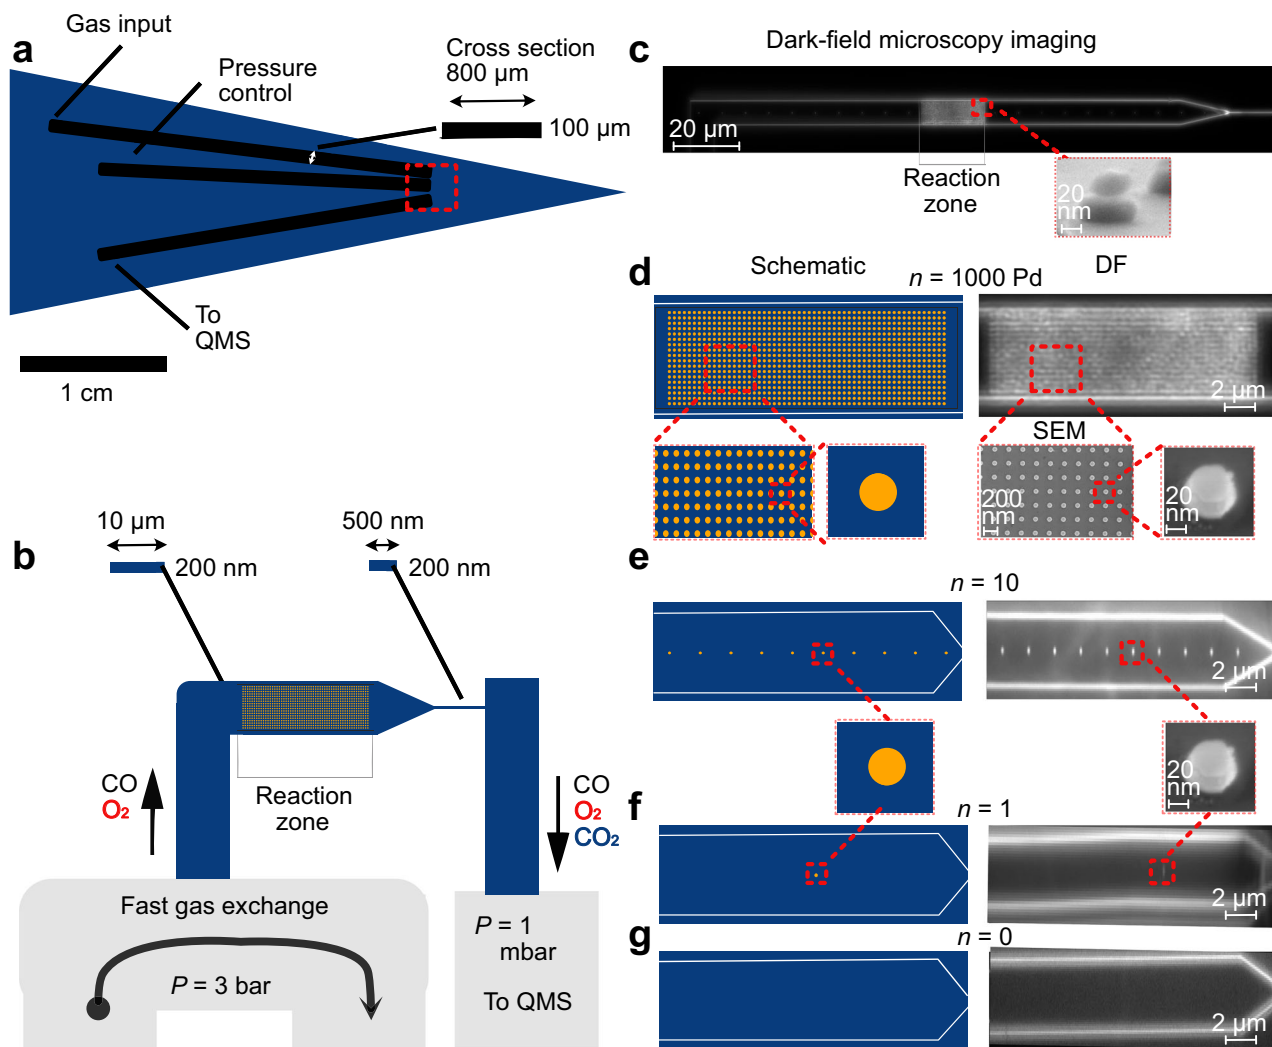 a
Gas input
Pressure
control
Cross section
800 µm
100 µm
To
QMS
1 cm
b
10 µm
200 nm
500 nm
200 nm
CO
O₂
Reaction
zone
CO
O₂
CO₂
Fast gas exchange
P = 3 bar
P = 1
mbar
To QMS
c
Dark-field microscopy imaging
20 µm
Reaction
zone
20
nm
d
Schematic
DF
n = 1000 Pd
2 µm
SEM
200
nm
20
nm
e
n = 10
2 µm
20
nm
f
n = 1
2 µm
g
n = 0
2 µm